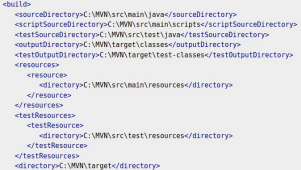 <build>
<sourceDirectory>C:\MVN\src\main\java</sourceDirectory>
<scriptSourceDirectory>C:\MVN\src\main\scripts</scriptSourceDirectory>
<testSourceDirectory>C:\MVN\src\test\java</testSourceDirectory>
<outputDirectory>C:\MVN\target\classes</outputDirectory>
<testOutputDirectory>C:\MVN\target\test-classes</testOutputDirectory>
<resources>
<resource>
<directory>C:\MVN\src\main\resources</directory>
</resource>
</resources>
<testResources>
<testResource>
<directory>C:\MVN\src\test\resources</directory>
</testResource>
</testResources>
<directory>C:\MVN\target</directory>